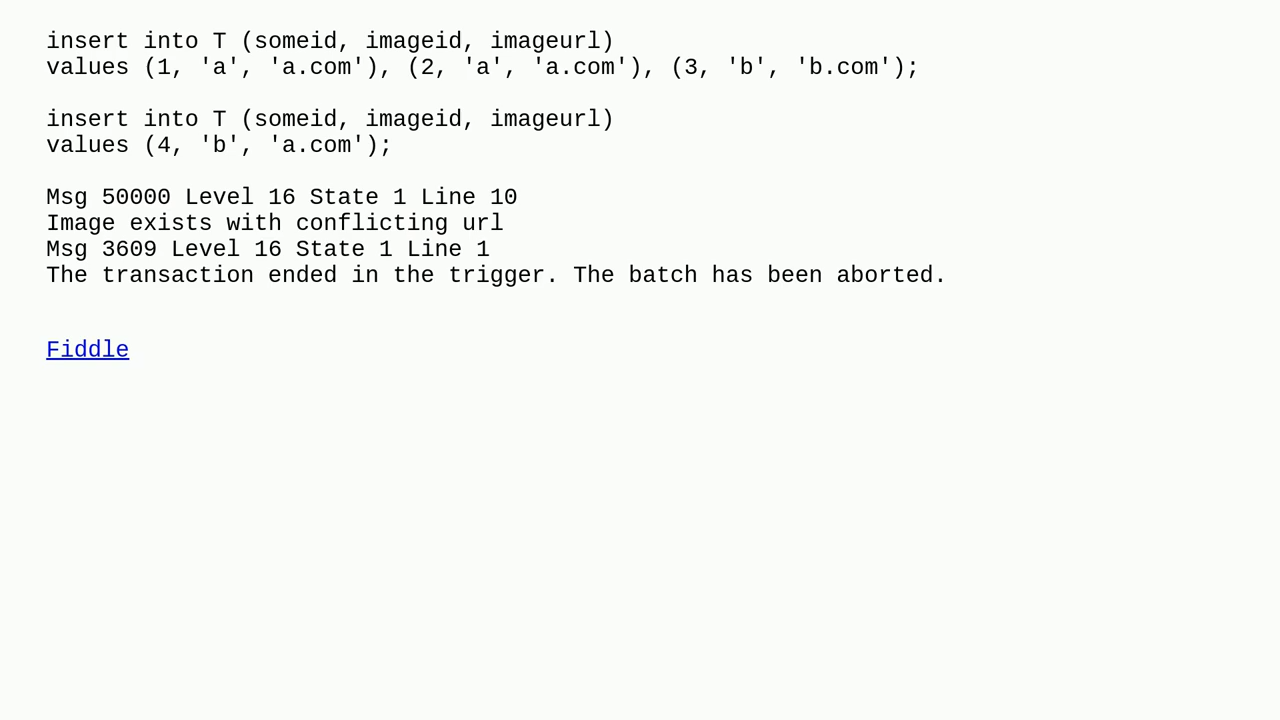 insert into T (someid, imageid, imageurl)
values (1, 'a', 'a.com'), (2, 'a', 'a.com'), (3, 'b', 'b.com');
insert into T (someid, imageid, imageurl)
values (4, 'b', 'a.com');
Msg 50000 Level 16 State 1 Line 10
Image exists with conflicting url
Msg 3609 Level 16 State 1 Line 1
The transaction ended in the trigger. The batch has been aborted.
Fiddle